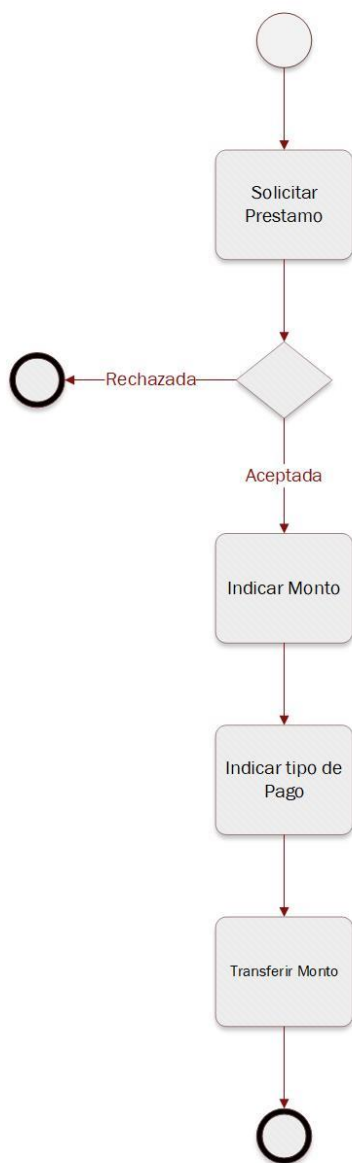 Solicitar
Prestamo
Rechazada
Aceptada
Indicar Monto
Indicar tipo de
Pago
Transferir Monto